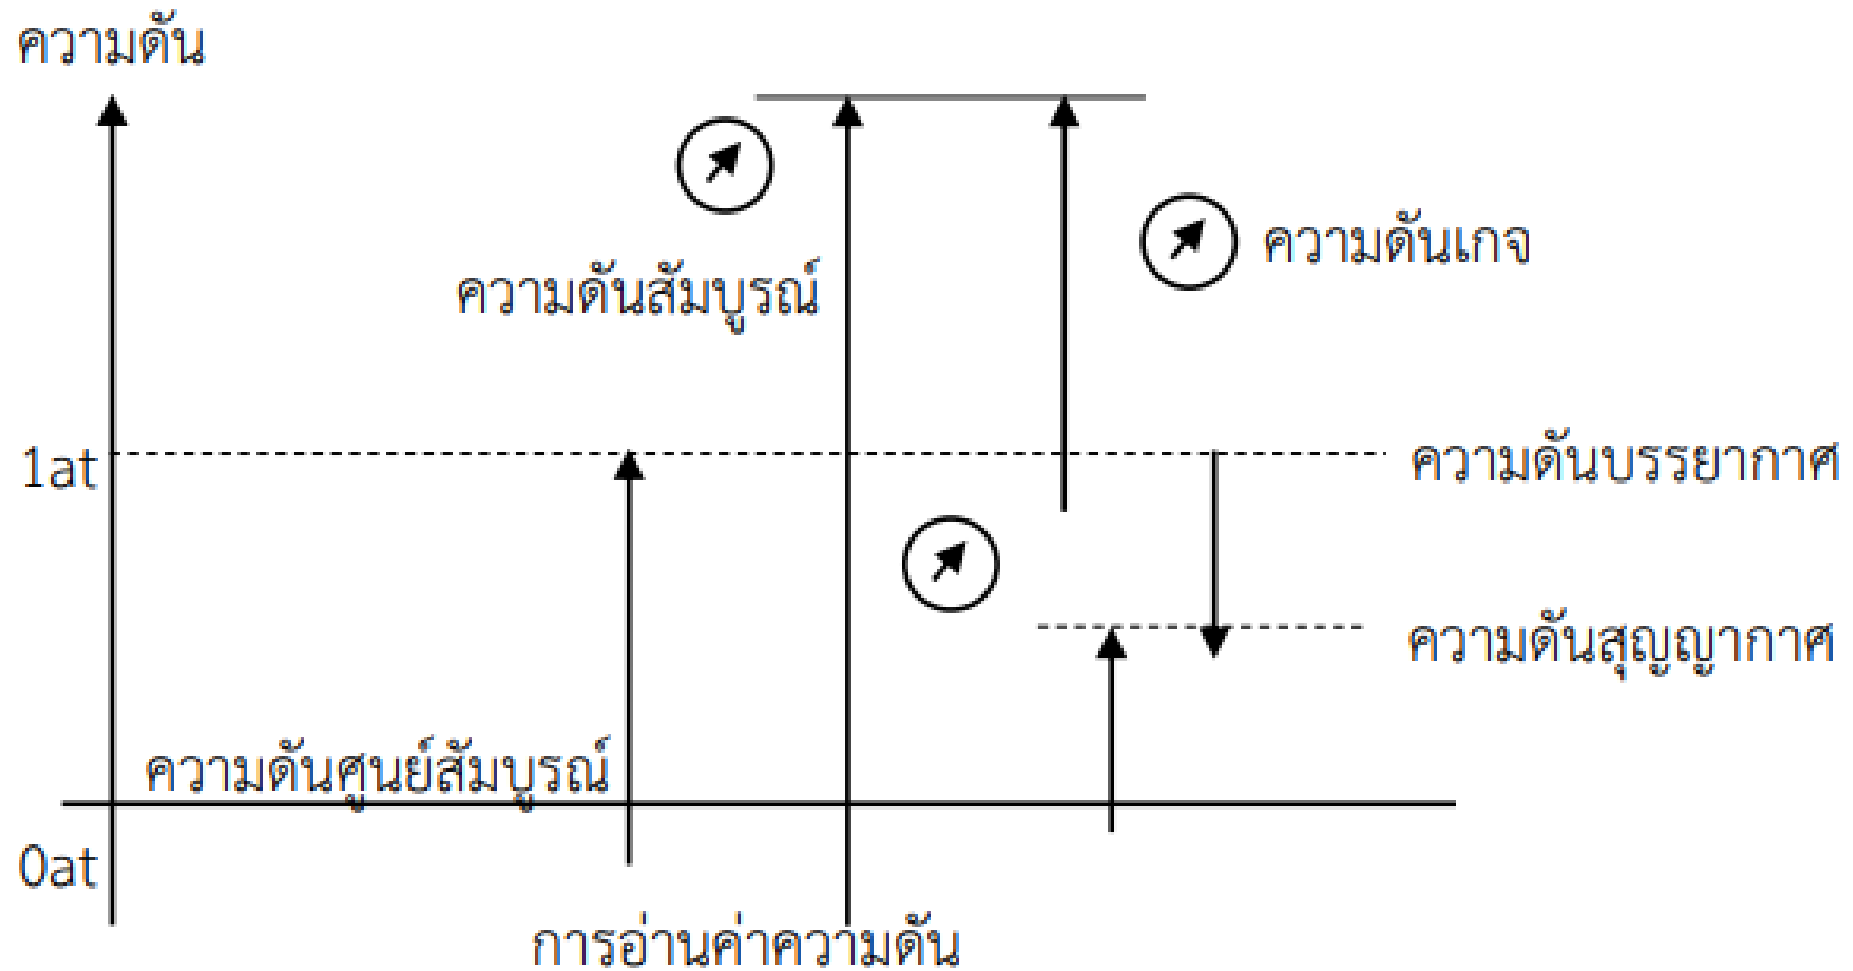 ความดัน
ความดันเกจ
ความดันสัมบูรณ์
1at
ความดันบรรยากาศ
ความดันสุญญากาศ
ความดันศูนย์สัมบูรณ์
0at
การอ่านค่าความดัน